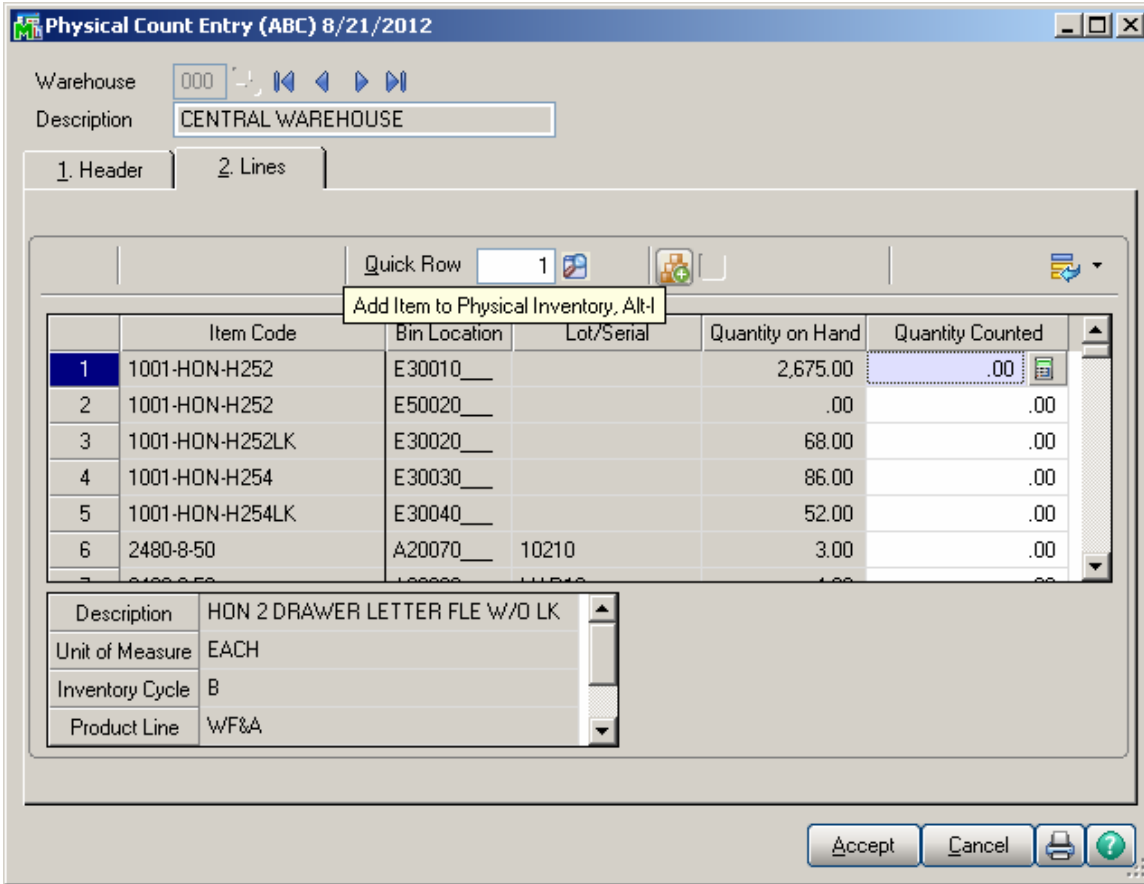 Physical Count Entry (ABC) 8/21/2012
Warehouse 000
Description CENTRAL WAREHOUSE
1. Header 2. Lines
Quick Row 1
Add Item to Physical Inventory, Alt-I
Item Code Bin Location Lot/Serial Quantity on Hand Quantity Counted
1 1001-HON-H252 E30010___ 2,675.00 .00
2 1001-HON-H252 E50020___ .00 .00
3 1001-HON-H252LK E30020___ 68.00 .00
4 1001-HON-H254 E30030___ 86.00 .00
5 1001-HON-H254LK E30040___ 52.00 .00
6 2480-8-50 A20070___ 10210 3.00 .00
Description HON 2 DRAWER LETTER FLE W/O LK
Unit of Measure EACH
Inventory Cycle B
Product Line WF&A
Accept Cancel